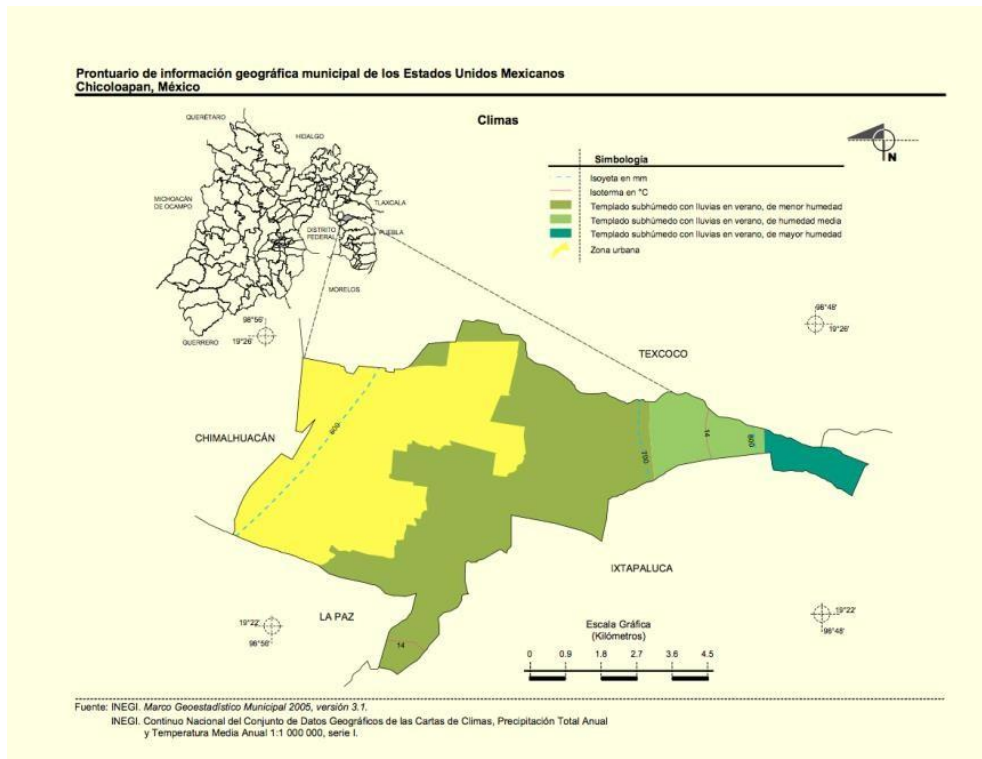 Prontuario de información geográfica municipal de los Estados Unidos Mexicanos
Chicoloapan, México
Climas
QUERÉTARO
HIDALGO
MICHOACÁN
DE OCAMPO
TLAXCALA
DISTRITO
FEDERAL
PUEBLA
MORELOS
GUERRERO
N
Simbología
Isoyeta en mm
Isoterma en °C
Templado subhúmedo con lluvias en verano, de menor humedad
Templado subhúmedo con lluvias en verano, de humedad media
Templado subhúmedo con lluvias en verano, de mayor humedad
Zona urbana
98°56'
19°26'
98°48'
19°26'
TEXCOCO
CHIMALHUACÁN
600
700
14
800
IXTAPALUCA
LA PAZ
14
19°22'
98°56'
19°22'
98°48'
Escala Gráfica
(Kilómetros)
0 0.9 1.8 2.7 3.6 4.5
Fuente: INEGI. Marco Geoestadístico Municipal 2005, versión 3.1.
INEGI. Continuo Nacional del Conjunto de Datos Geográficos de las Cartas de Climas, Precipitación Total Anual
y Temperatura Media Anual 1:1 000 000, serie I.